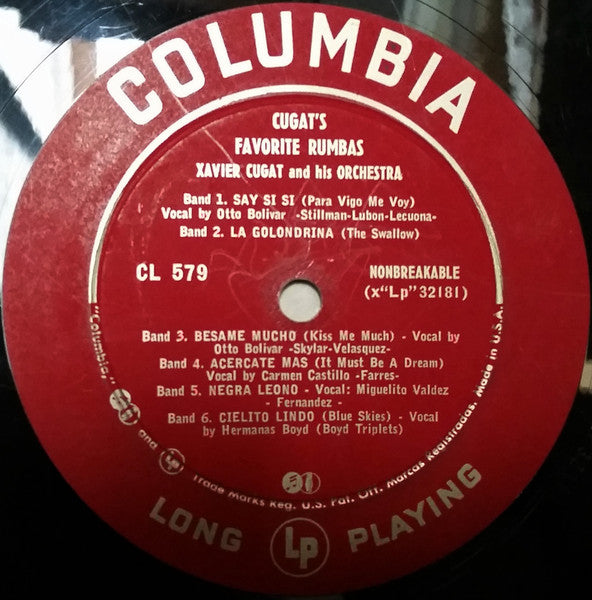 COLUMBIA
CUGAT'S
FAVORITE RUMBAS
XAVIER CUGAT and his ORCHESTRA
Band 1. SAY SI SI (Para Vigo Me Voy)
Vocal by Otto Bolivar -Stillman-Lubon-Lecuona-
Band 2. LA GOLONDRINA (The Swallow)
CL 579
NONBREAKABLE
(x"Lp" 32181)
Band 3. BESAME MUCHO (Kiss Me Much) - Vocal by
Otto Bolivar -Skylar-Velasquez-
Band 4. ACERCATE MAS (It Must Be A Dream)
Vocal by Carmen Castillo -Farres-
Band 5. NEGRA LEONO - Vocal: Miguelito Valdez
- Fernandez -
Band 6. CIELITO LINDO (Blue Skies) - Vocal
by Hermanas Boyd (Boyd Triplets)
"Columbia," and LP Trade Marks Reg. U.S. Pat. Off. Marcas Registradas. Made in U.S.A.
LONG LP PLAYING